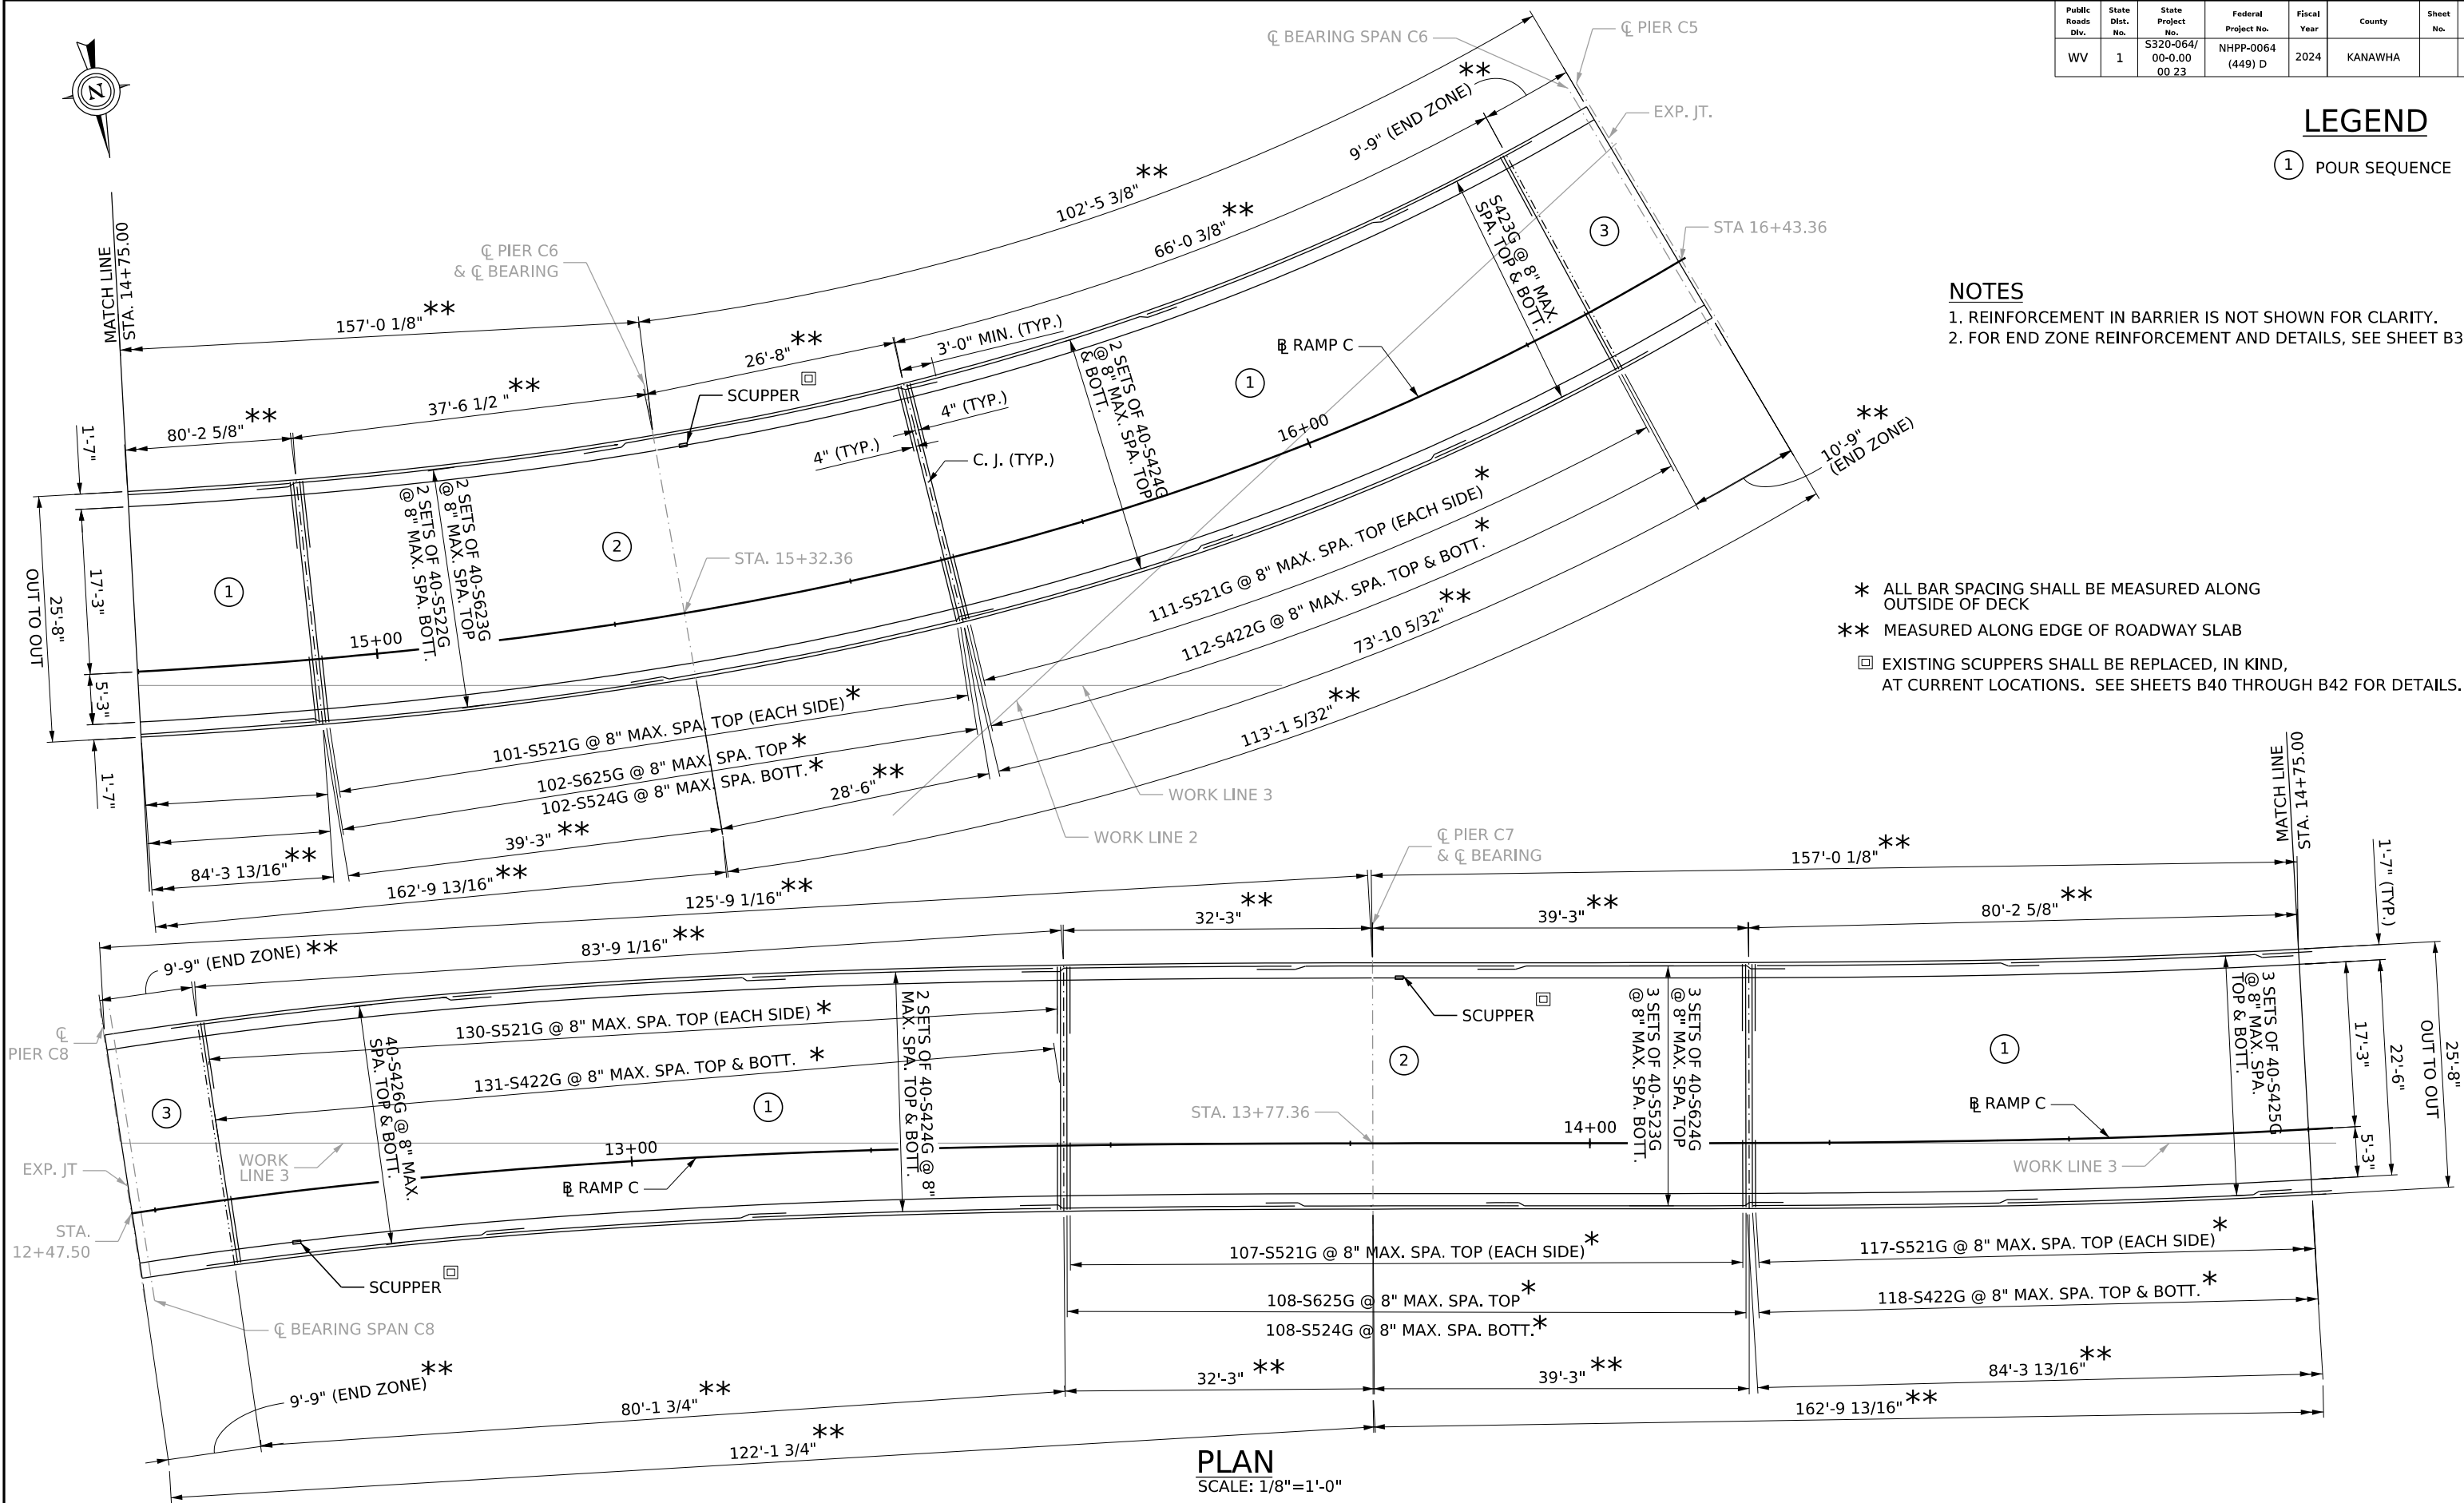 Public Roads Div.
State Dist. No.
State Project No.
Federal Project No.
Fiscal Year
County
Sheet No.
WV
1
S320-064/ 00-0.00 00 23
NHPP-0064 (449) D
2024
KANAWHA
LEGEND
1 POUR SEQUENCE
NOTES
1. REINFORCEMENT IN BARRIER IS NOT SHOWN FOR CLARITY.
2. FOR END ZONE REINFORCEMENT AND DETAILS, SEE SHEET B3
* ALL BAR SPACING SHALL BE MEASURED ALONG
OUTSIDE OF DECK
** MEASURED ALONG EDGE OF ROADWAY SLAB
EXISTING SCUPPERS SHALL BE REPLACED, IN KIND,
AT CURRENT LOCATIONS. SEE SHEETS B40 THROUGH B42 FOR DETAILS.
N
℄ BEARING SPAN C6
℄ PIER C5
EXP. JT.
9'-9" (END ZONE) **
102'-5 3/8" **
66'-0 3/8" **
STA 16+43.36
3
S423G @ 8" MAX.
SPA. TOP & BOTT.
MATCH LINE
STA. 14+75.00
℄ PIER C6
& ℄ BEARING
157'-0 1/8" **
26'-8" **
3'-0" MIN. (TYP.)
37'-6 1/2 " **
SCUPPER
80'-2 5/8" **
4" (TYP.)
4" (TYP.)
C. J. (TYP.)
2 SETS OF 40-S424G
@ 8" MAX. SPA. TOP
& BOTT.
1
B̲L RAMP C
16+00
10'-9" **
(END ZONE)
1'-7"
25'-8"
OUT TO OUT
17'-3"
5'-3"
1'-7"
1
15+00
2 SETS OF 40-S623G
@ 8" MAX. SPA. TOP
2 SETS OF 40-S522G
@ 8" MAX. SPA. BOTT.
2
STA. 15+32.36
111-S521G @ 8" MAX. SPA. TOP (EACH SIDE) *
112-S422G @ 8" MAX. SPA. TOP & BOTT. *
73'-10 5/32" **
113'-1 5/32" **
101-S521G @ 8" MAX. SPA. TOP (EACH SIDE) *
102-S625G @ 8" MAX. SPA. TOP *
102-S524G @ 8" MAX. SPA. BOTT. *
28'-6" **
39'-3" **
84'-3 13/16" **
162'-9 13/16" **
WORK LINE 3
WORK LINE 2
℄ PIER C7
& ℄ BEARING
MATCH LINE
STA. 14+75.00
125'-9 1/16" **
157'-0 1/8" **
32'-3" **
39'-3" **
80'-2 5/8" **
1'-7" (TYP.)
9'-9" (END ZONE) **
83'-9 1/16" **
℄
PIER C8
130-S521G @ 8" MAX. SPA. TOP (EACH SIDE) *
131-S422G @ 8" MAX. SPA. TOP & BOTT. *
3
40-S426G @ 8" MAX.
SPA. TOP & BOTT.
1
2 SETS OF 40-S424G @ 8"
MAX. SPA. TOP & BOTT.
SCUPPER
2
STA. 13+77.36
14+00
3 SETS OF 40-S624G
@ 8" MAX. SPA. TOP
3 SETS OF 40-S523G
@ 8" MAX. SPA. BOTT.
1
B̲L RAMP C
WORK LINE 3
3 SETS OF 40-S425G
@ 8" MAX. SPA.
TOP & BOTT.
17'-3"
22'-6"
25'-8"
OUT TO OUT
5'-3"
EXP. JT
WORK
LINE 3
13+00
B̲L RAMP C
STA.
12+47.50
SCUPPER
℄ BEARING SPAN C8
107-S521G @ 8" MAX. SPA. TOP (EACH SIDE) *
117-S521G @ 8" MAX. SPA. TOP (EACH SIDE) *
108-S625G @ 8" MAX. SPA. TOP *
118-S422G @ 8" MAX. SPA. TOP & BOTT. *
108-S524G @ 8" MAX. SPA. BOTT. *
9'-9" (END ZONE) **
80'-1 3/4" **
32'-3" **
39'-3" **
84'-3 13/16" **
122'-1 3/4" **
162'-9 13/16" **
PLAN
SCALE: 1/8"=1'-0"